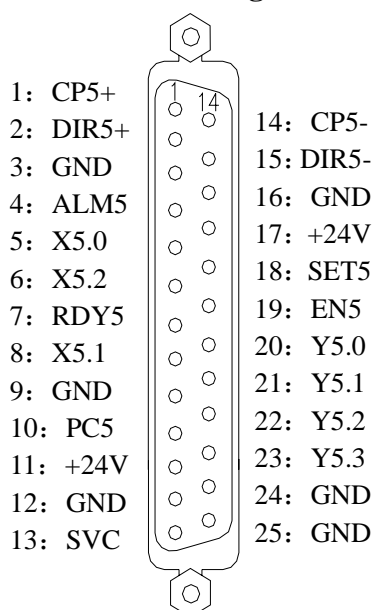 1 14
1：CP5+
2：DIR5+
3：GND
4：ALM5
5：X5.0
6：X5.2
7：RDY5
8：X5.1
9：GND
10：PC5
11：+24V
12：GND
13：SVC
14：CP5-
15：DIR5-
16：GND
17：+24V
18：SET5
19：EN5
20：Y5.0
21：Y5.1
22：Y5.2
23：Y5.3
24：GND
25：GND